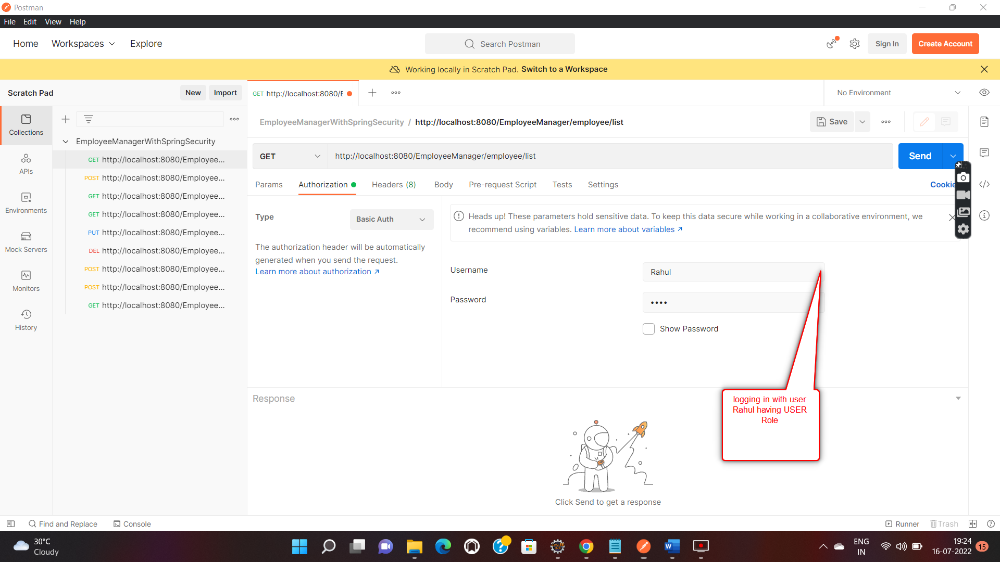 Postman
File Edit View Help
Home Workspaces Explore
Search Postman
Sign In
Create Account
Working locally in Scratch Pad. Switch to a Workspace
Scratch Pad
New
Import
GET http://localhost:8080/E
No Environment
Collections
APIs
Environments
Mock Servers
Monitors
History
EmployeeManagerWithSpringSecurity
GET http://localhost:8080/Employee...
POST http://localhost:8080/Employee...
GET http://localhost:8080/Employee...
GET http://localhost:8080/Employee...
PUT http://localhost:8080/Employee...
DEL http://localhost:8080/Employee...
POST http://localhost:8080/Employee...
POST http://localhost:8080/Employee...
GET http://localhost:8080/Employee...
EmployeeManagerWithSpringSecurity / http://localhost:8080/EmployeeManager/employee/list
Save
GET
http://localhost:8080/EmployeeManager/employee/list
Send
Params Authorization Headers (8) Body Pre-request Script Tests Settings
Cookie
Type
Basic Auth
The authorization header will be automatically
generated when you send the request.
Learn more about authorization ↗
Heads up! These parameters hold sensitive data. To keep this data secure while working in a collaborative environment, we
recommend using variables. Learn more about variables ↗
Username
Rahul
Password
••••
Show Password
logging in with user
Rahul having USER
Role
Response
Click Send to get a response
Find and Replace
Console
Runner
Trash
30°C
Cloudy
ENG
IN
19:24
16-07-2022
15